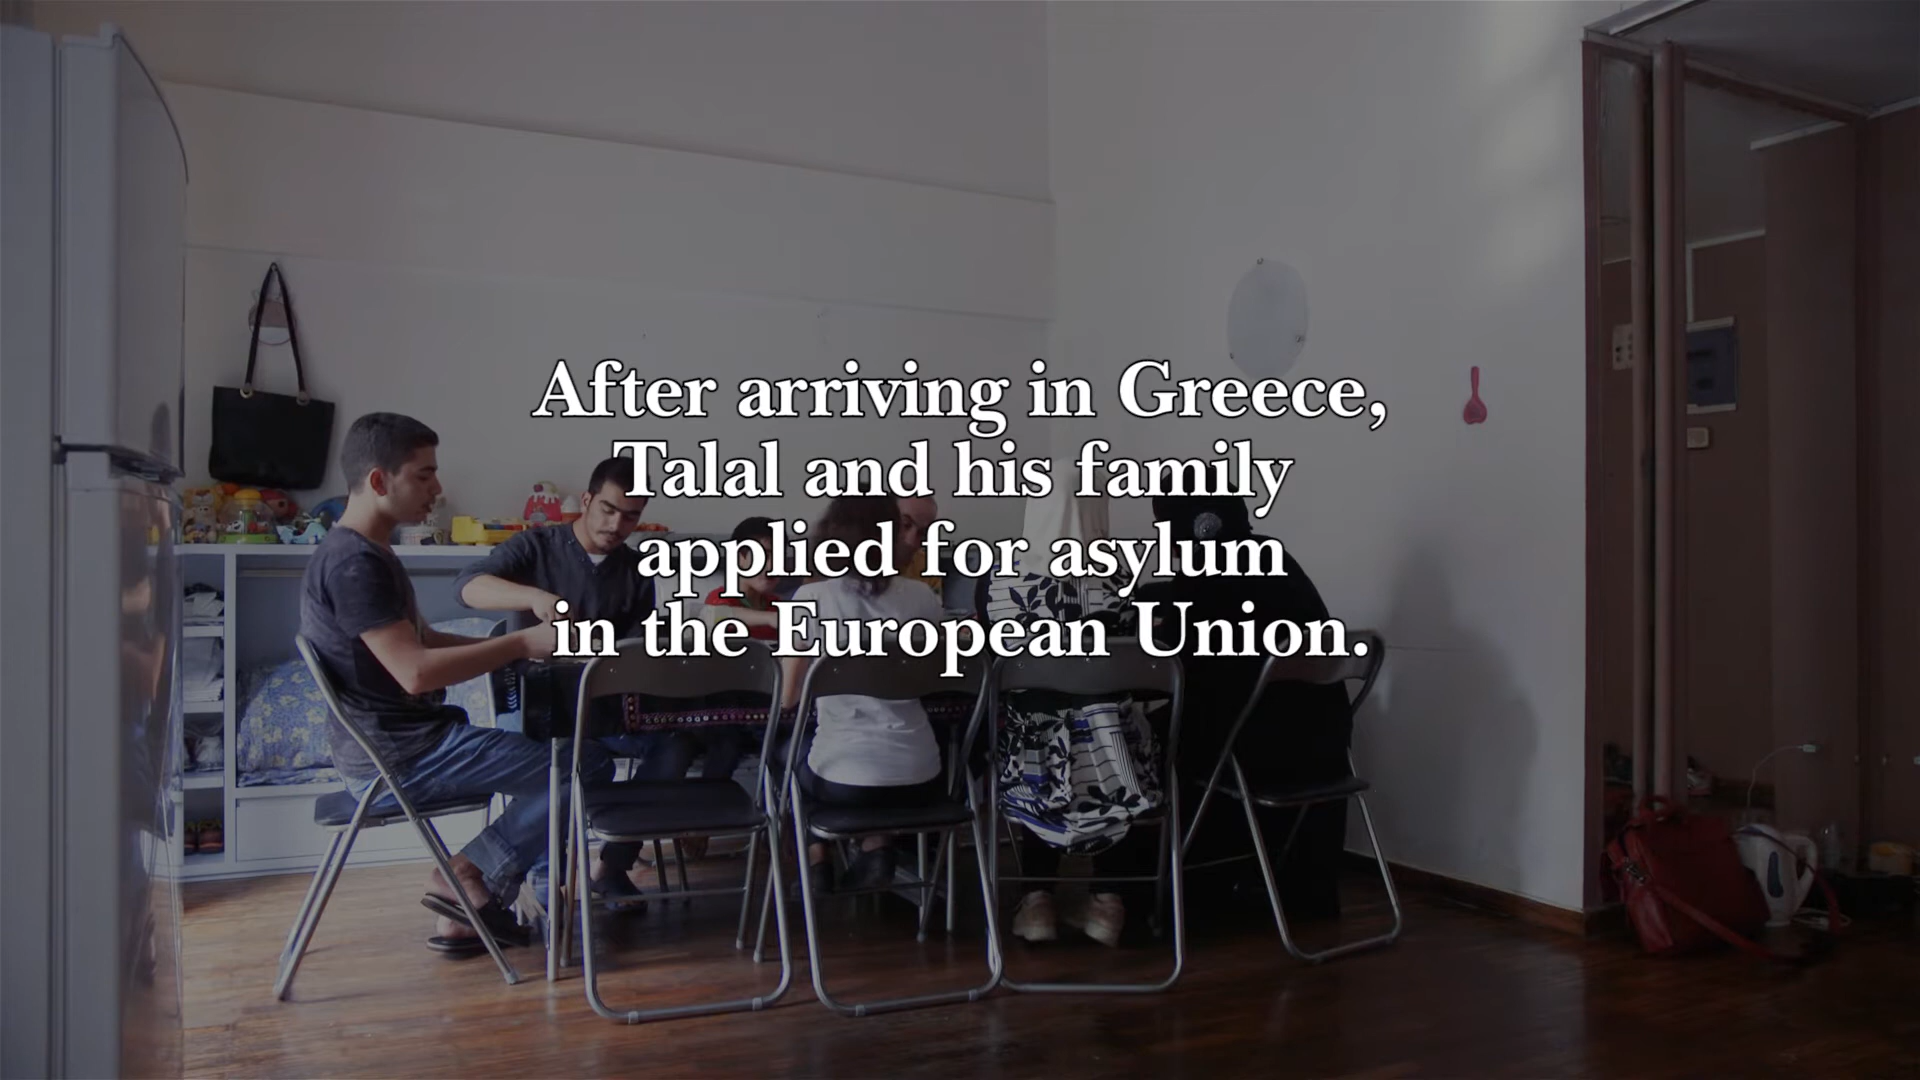 After arriving in Greece,
Talal and his family
applied for asylum
in the European Union.